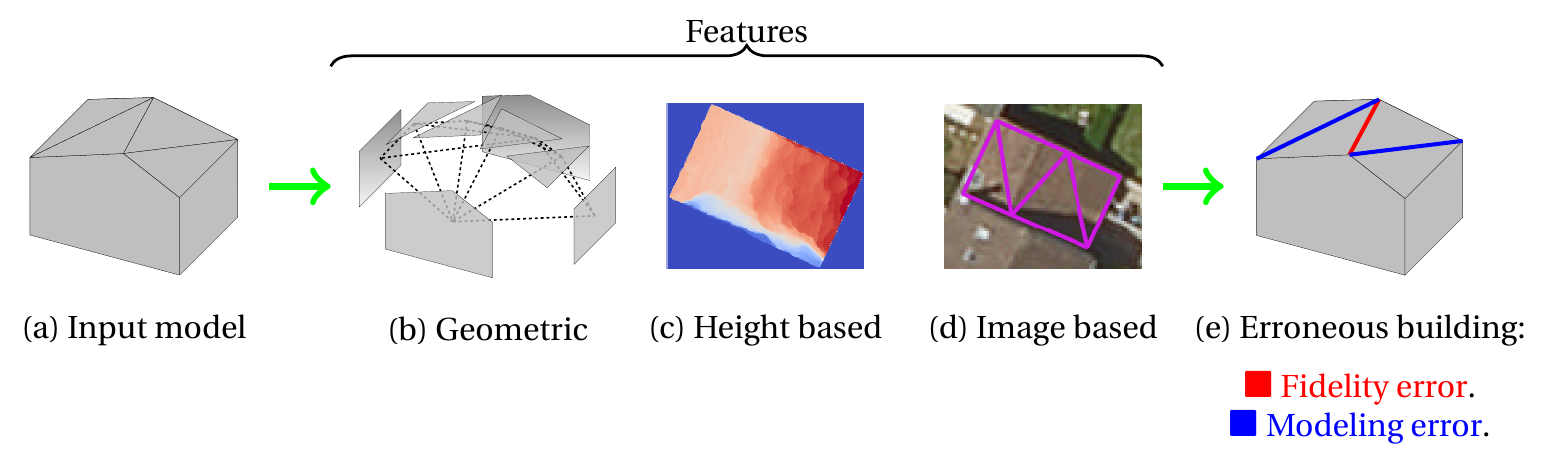 Features
(a) Input model
(b) Geometric
(c) Height based
(d) Image based
(e) Erroneous building:
Fidelity error.
Modeling error.